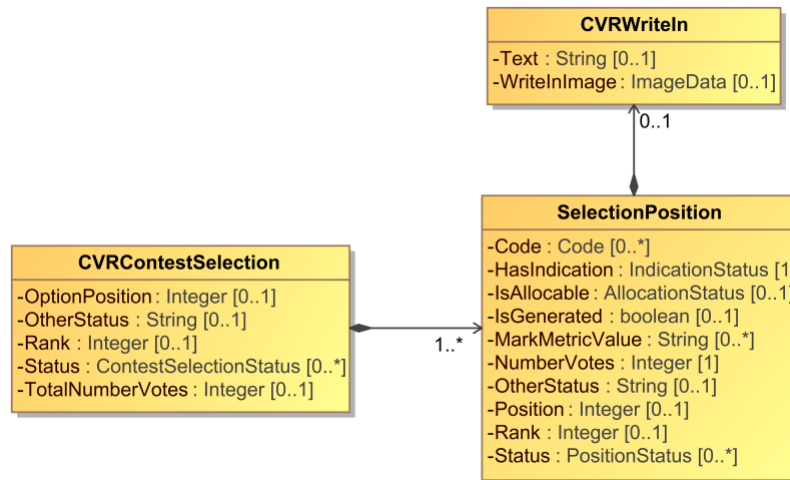 CVRWriteIn
-Text : String [0..1]
-WriteInImage : ImageData [0..1]
0..1
SelectionPosition
-Code : Code [0..*]
-HasIndication : IndicationStatus [1
-IsAllocable : AllocationStatus [0..1]
-IsGenerated : boolean [0..1]
-MarkMetricValue : String [0..*]
-NumberVotes : Integer [1]
-OtherStatus : String [0..1]
-Position : Integer [0..1]
-Rank : Integer [0..1]
-Status : PositionStatus [0..*]
CVRContestSelection
-OptionPosition : Integer [0..1]
-OtherStatus : String [0..1]
-Rank : Integer [0..1]
-Status : ContestSelectionStatus [0..*]
-TotalNumberVotes : Integer [0..1]
1..*